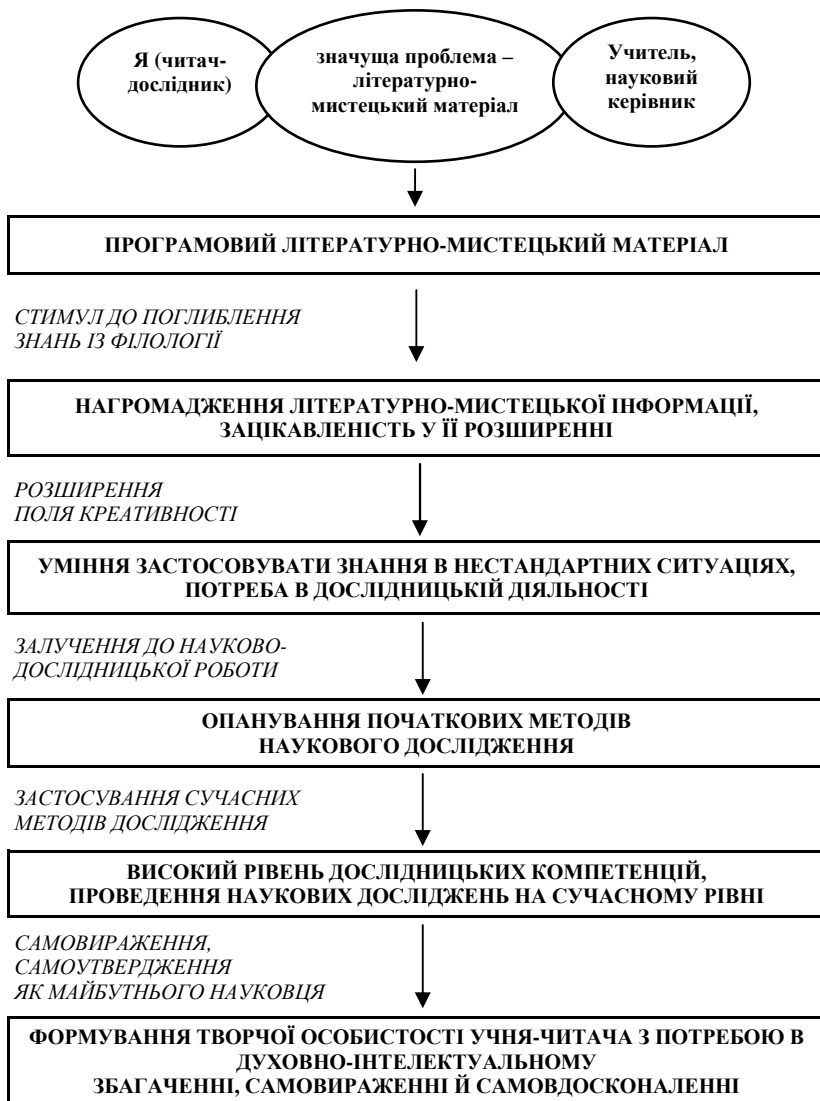 Я (читач-
дослідник)
значуща проблема –
літературно-
мистецький матеріал
Учитель,
науковий
керівник
ПРОГРАМОВИЙ ЛІТЕРАТУРНО-МИСТЕЦЬКИЙ МАТЕРІАЛ
СТИМУЛ ДО ПОГЛИБЛЕННЯ
ЗНАНЬ ІЗ ФІЛОЛОГІЇ
НАГРОМАДЖЕННЯ ЛІТЕРАТУРНО-МИСТЕЦЬКОЇ ІНФОРМАЦІЇ,
ЗАЦІКАВЛЕНІСТЬ У ЇЇ РОЗШИРЕННІ
РОЗШИРЕННЯ
ПОЛЯ КРЕАТИВНОСТІ
УМІННЯ ЗАСТОСОВУВАТИ ЗНАННЯ В НЕСТАНДАРТНИХ СИТУАЦІЯХ,
ПОТРЕБА В ДОСЛІДНИЦЬКІЙ ДІЯЛЬНОСТІ
ЗАЛУЧЕННЯ ДО НАУКОВО-
ДОСЛІДНИЦЬКОЇ РОБОТИ
ОПАНУВАННЯ ПОЧАТКОВИХ МЕТОДІВ
НАУКОВОГО ДОСЛІДЖЕННЯ
ЗАСТОСУВАННЯ СУЧАСНИХ
МЕТОДІВ ДОСЛІДЖЕННЯ
ВИСОКИЙ РІВЕНЬ ДОСЛІДНИЦЬКИХ КОМПЕТЕНЦІЙ,
ПРОВЕДЕННЯ НАУКОВИХ ДОСЛІДЖЕНЬ НА СУЧАСНОМУ РІВНІ
САМОВИРАЖЕННЯ,
САМОУТВЕРДЖЕННЯ
ЯК МАЙБУТНЬОГО НАУКОВЦЯ
ФОРМУВАННЯ ТВОРЧОЇ ОСОБИСТОСТІ УЧНЯ-ЧИТАЧА З ПОТРЕБОЮ В
ДУХОВНО-ІНТЕЛЕКТУАЛЬНОМУ
ЗБАГАЧЕННІ, САМОВИРАЖЕННІ Й САМОВДОСКОНАЛЕННІ